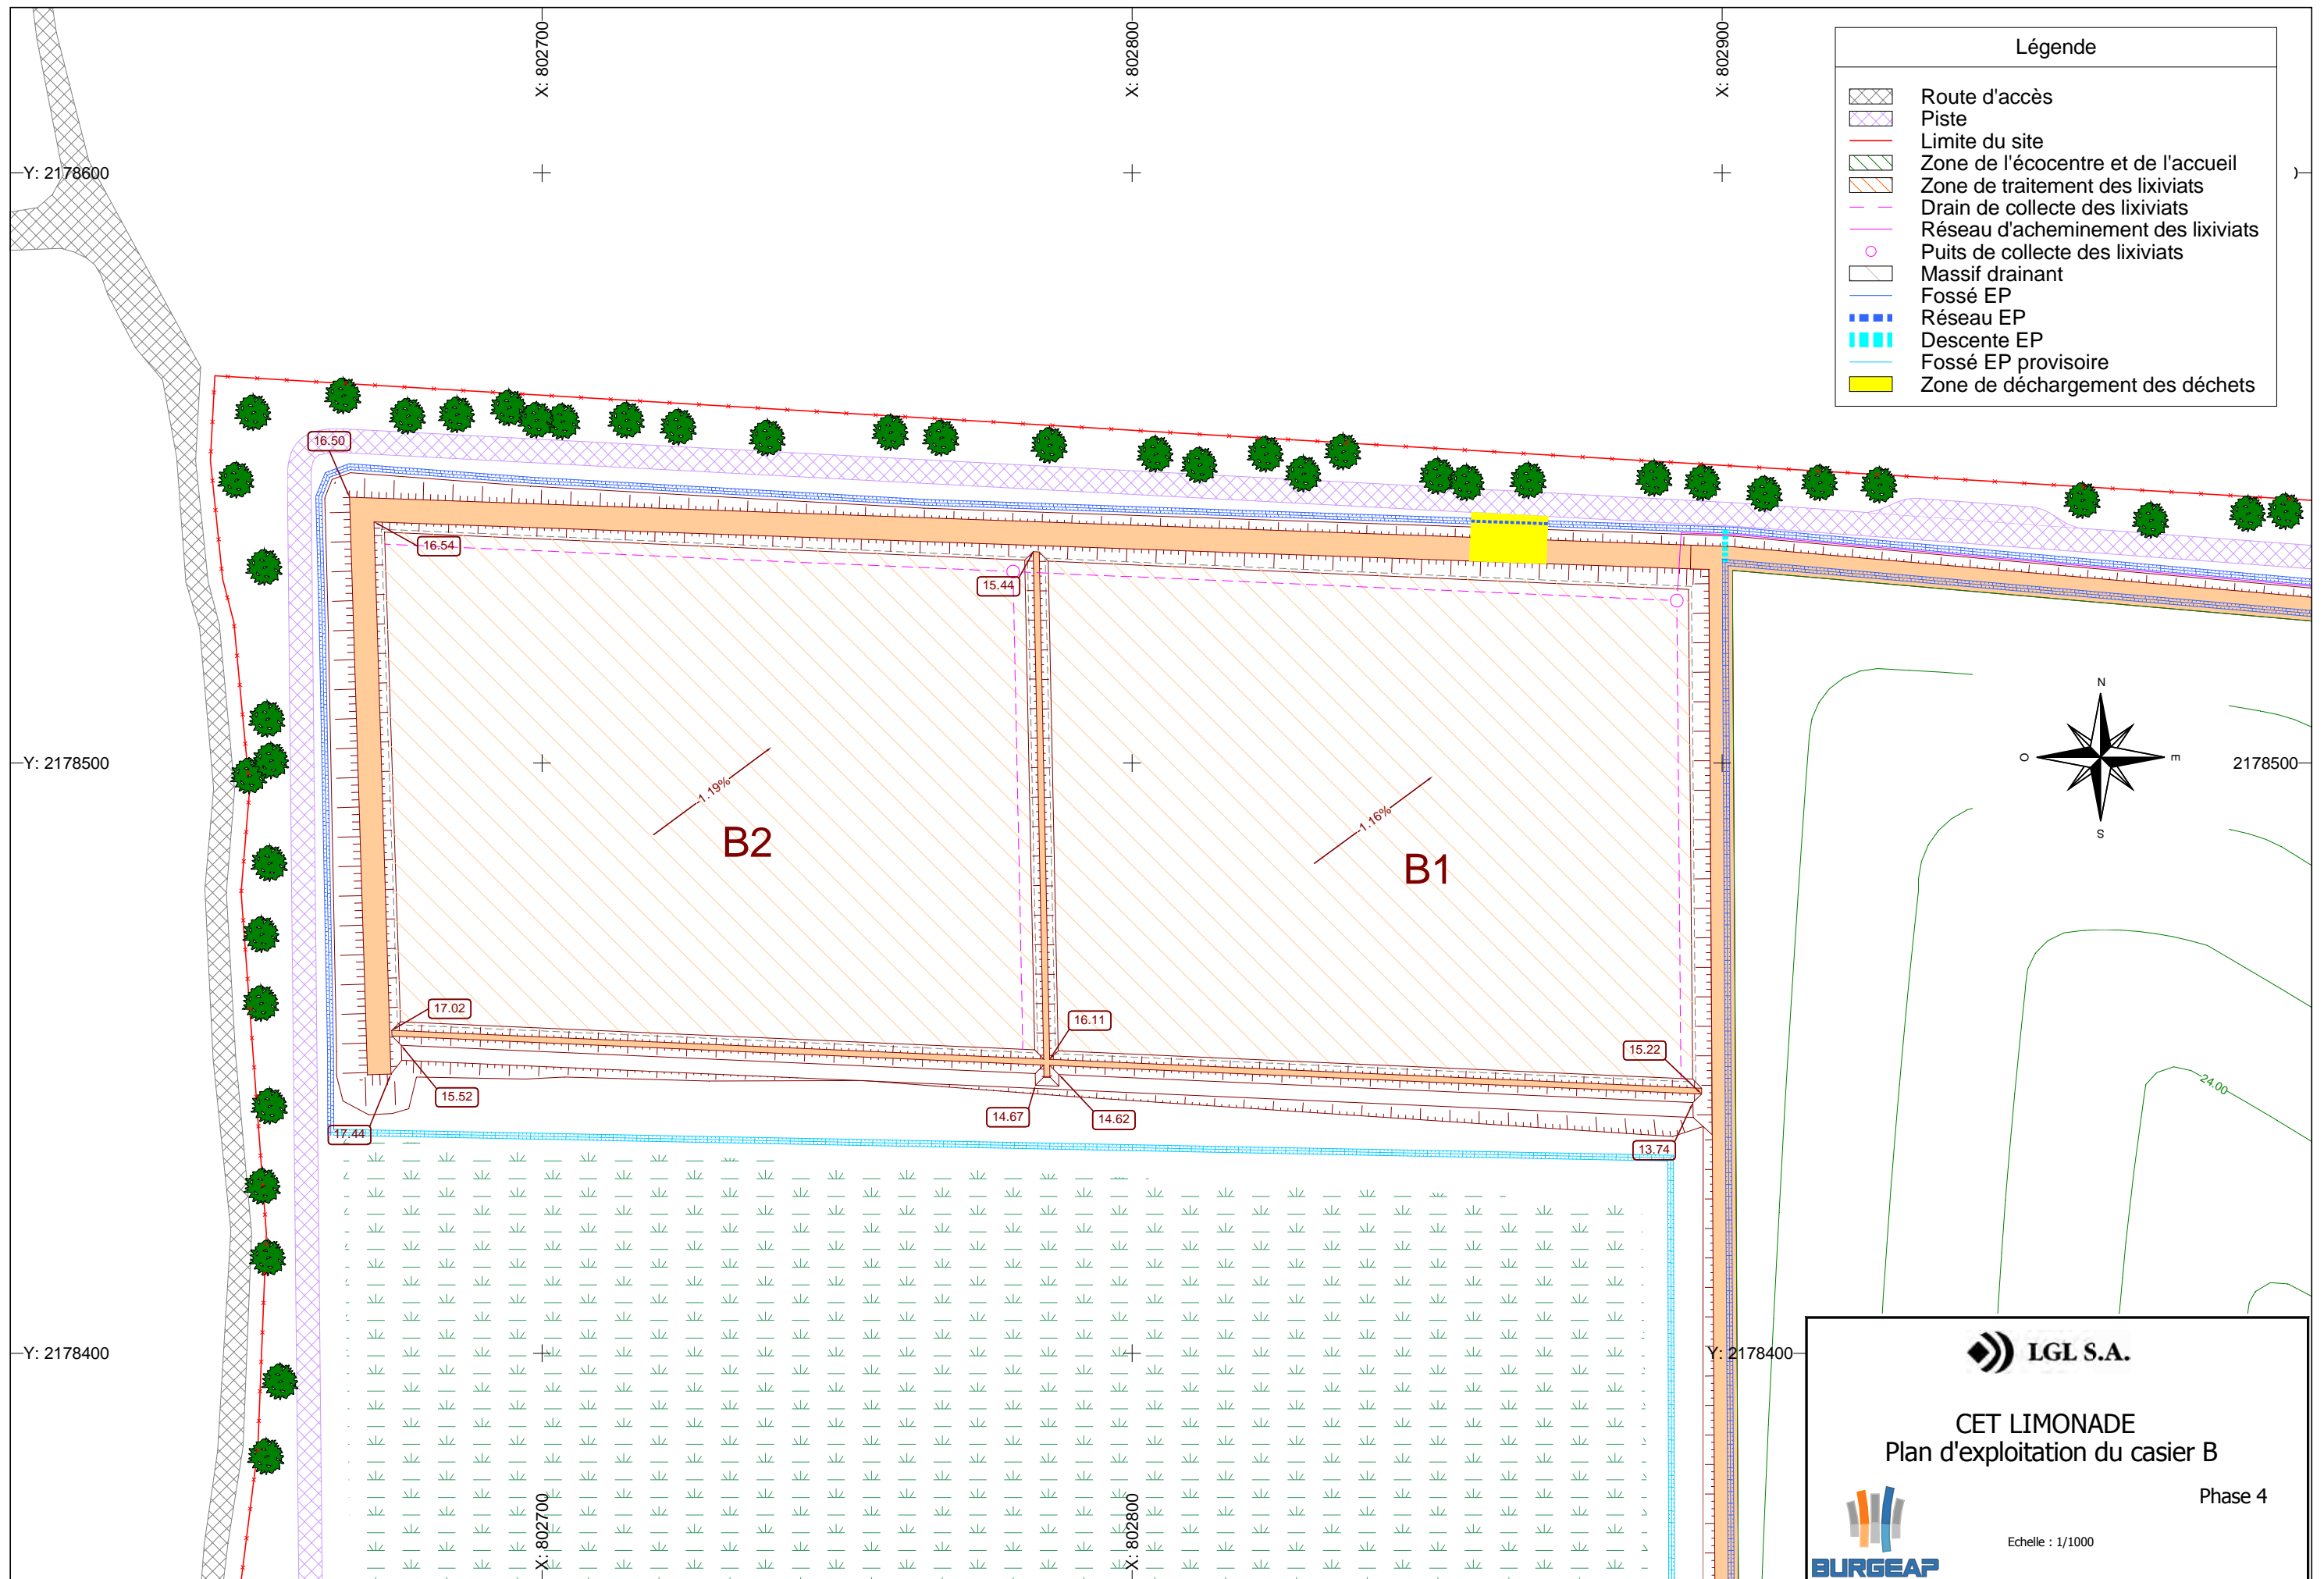 X: 802700
X: 802800
X: 802900
Légende
Route d'accès
Piste
Limite du site
Zone de l'écocentre et de l'accueil
Zone de traitement des lixiviats
Drain de collecte des lixiviats
Réseau d'acheminement des lixiviats
Puits de collecte des lixiviats
Massif drainant
Fossé EP
Réseau EP
Descente EP
Fossé EP provisoire
Zone de déchargement des déchets
Y: 2178600
16.50
16.54
15.44
N
O
E
S
Y: 2178500
2178500
-1.19%
-1.16%
B2
B1
17.02
16.11
15.22
15.52
14.67
14.62
17.44
13.74
24.00
Y: 2178400
Y: 2178400
LGL S.A.
CET LIMONADE
Plan d'exploitation du casier B
Phase 4
Echelle : 1/1000
BURGEAP
X: 802700
X: 802800